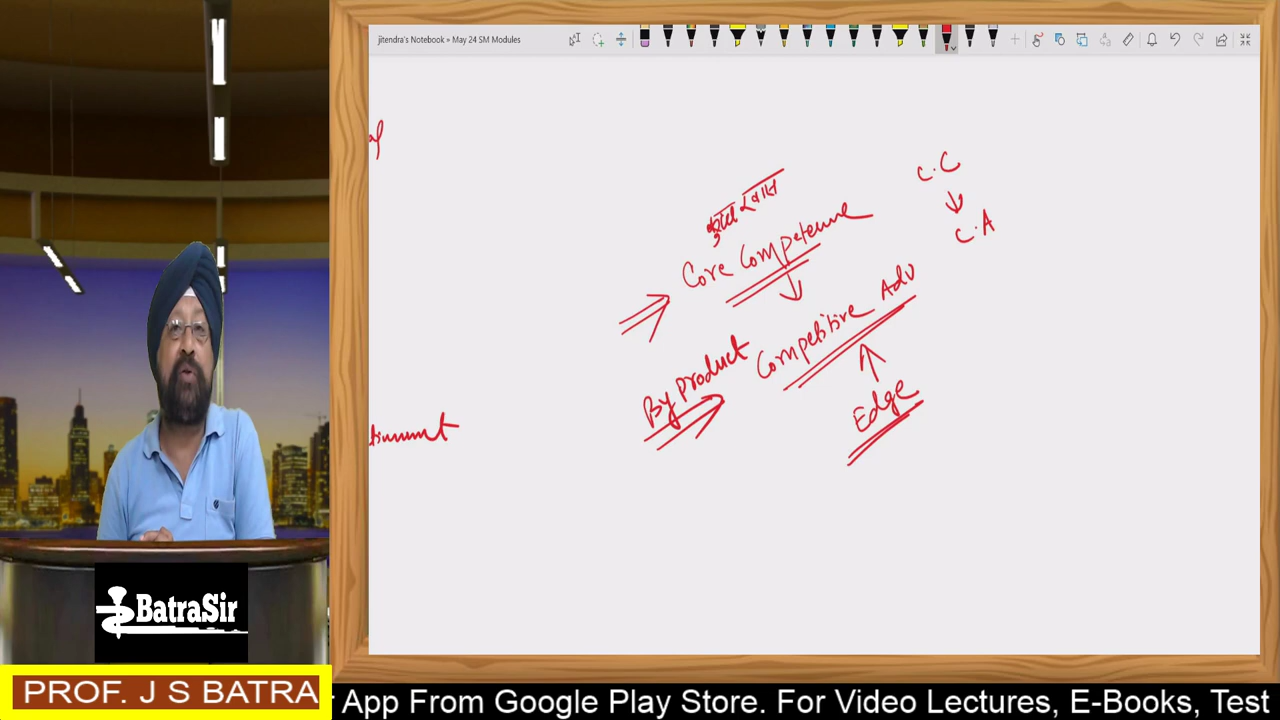 jitendra's Notebook » May 24 SM Modules
C.C
C.A
Core Competence
Competitive Adv
By product
Edge
BatraSir
PROF. J S BATRA
App From Google Play Store. For Video Lectures, E-Books, Test